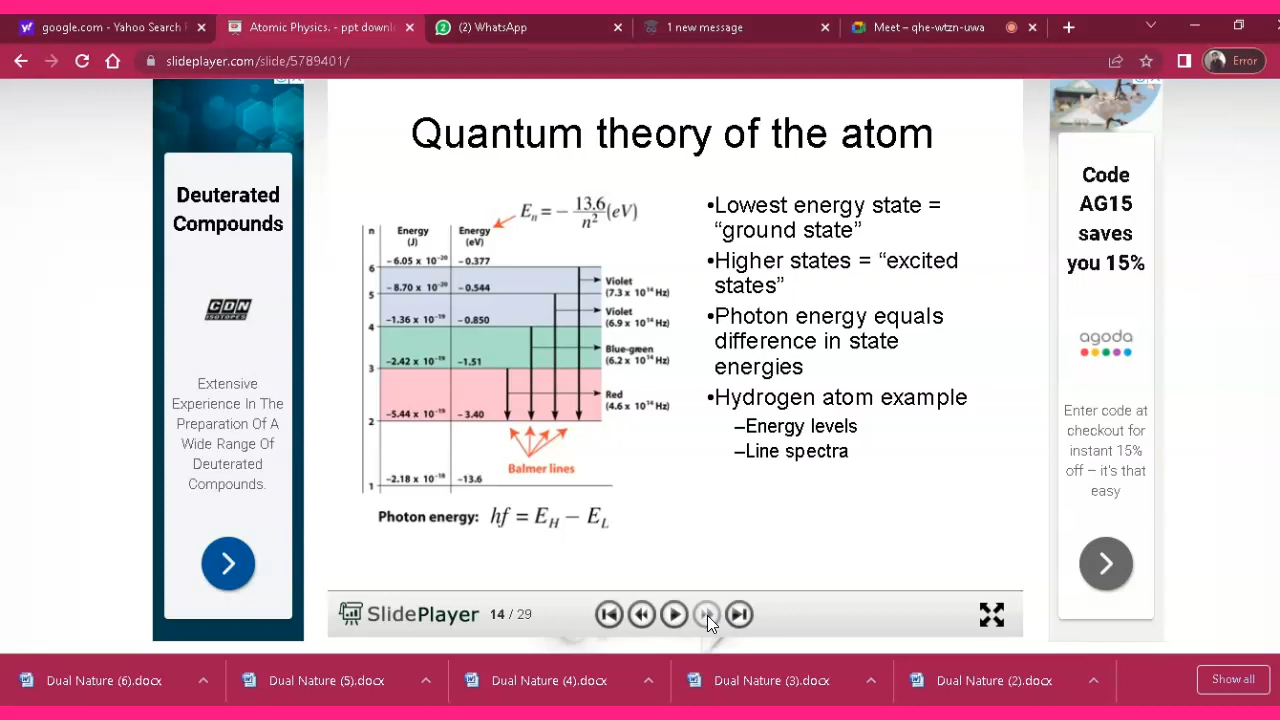 google.com - Yahoo Search
Atomic Physics. - ppt downl
(2) WhatsApp
1 new message
Meet – qhe-wtzn-uwa
slideplayer.com/slide/5789401/
Error
Deuterated
Compounds
CDN
ISOTOPES
Extensive
Experience In The
Preparation Of A
Wide Range Of
Deuterated
Compounds.
Quantum theory of the atom
E_n = − 13.6/n² (eV)
n Energy (J) Energy (eV)
6 −6.05 x 10⁻²⁰ −0.377
5 −8.70 x 10⁻²⁰ −0.544
4 −1.36 x 10⁻¹⁹ −0.850
3 −2.42 x 10⁻¹⁹ −1.51
2 −5.44 x 10⁻¹⁹ −3.40
1 −2.18 x 10⁻¹⁸ −13.6
Violet
(7.3 x 10¹⁴ Hz)
Violet
(6.9 x 10¹⁴ Hz)
Blue-green
(6.2 x 10¹⁴ Hz)
Red
(4.6 x 10¹⁴ Hz)
Balmer lines
Photon energy: hf = E_H − E_L
•Lowest energy state =
“ground state”
•Higher states = “excited
states”
•Photon energy equals
difference in state
energies
•Hydrogen atom example
–Energy levels
–Line spectra
SlidePlayer 14 / 29
Code
AG15
saves
you 15%
agoda
Enter code at
checkout for
instant 15%
off – it's that
easy
Dual Nature (6).docx
Dual Nature (5).docx
Dual Nature (4).docx
Dual Nature (3).docx
Dual Nature (2).docx
Show all